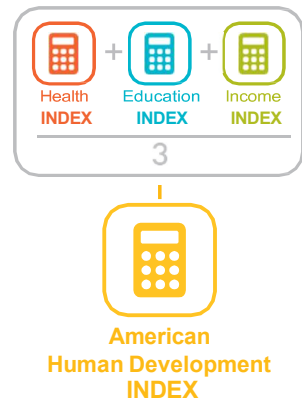 + +
Health Education Income
INDEX INDEX INDEX
3
American
Human Development
INDEX